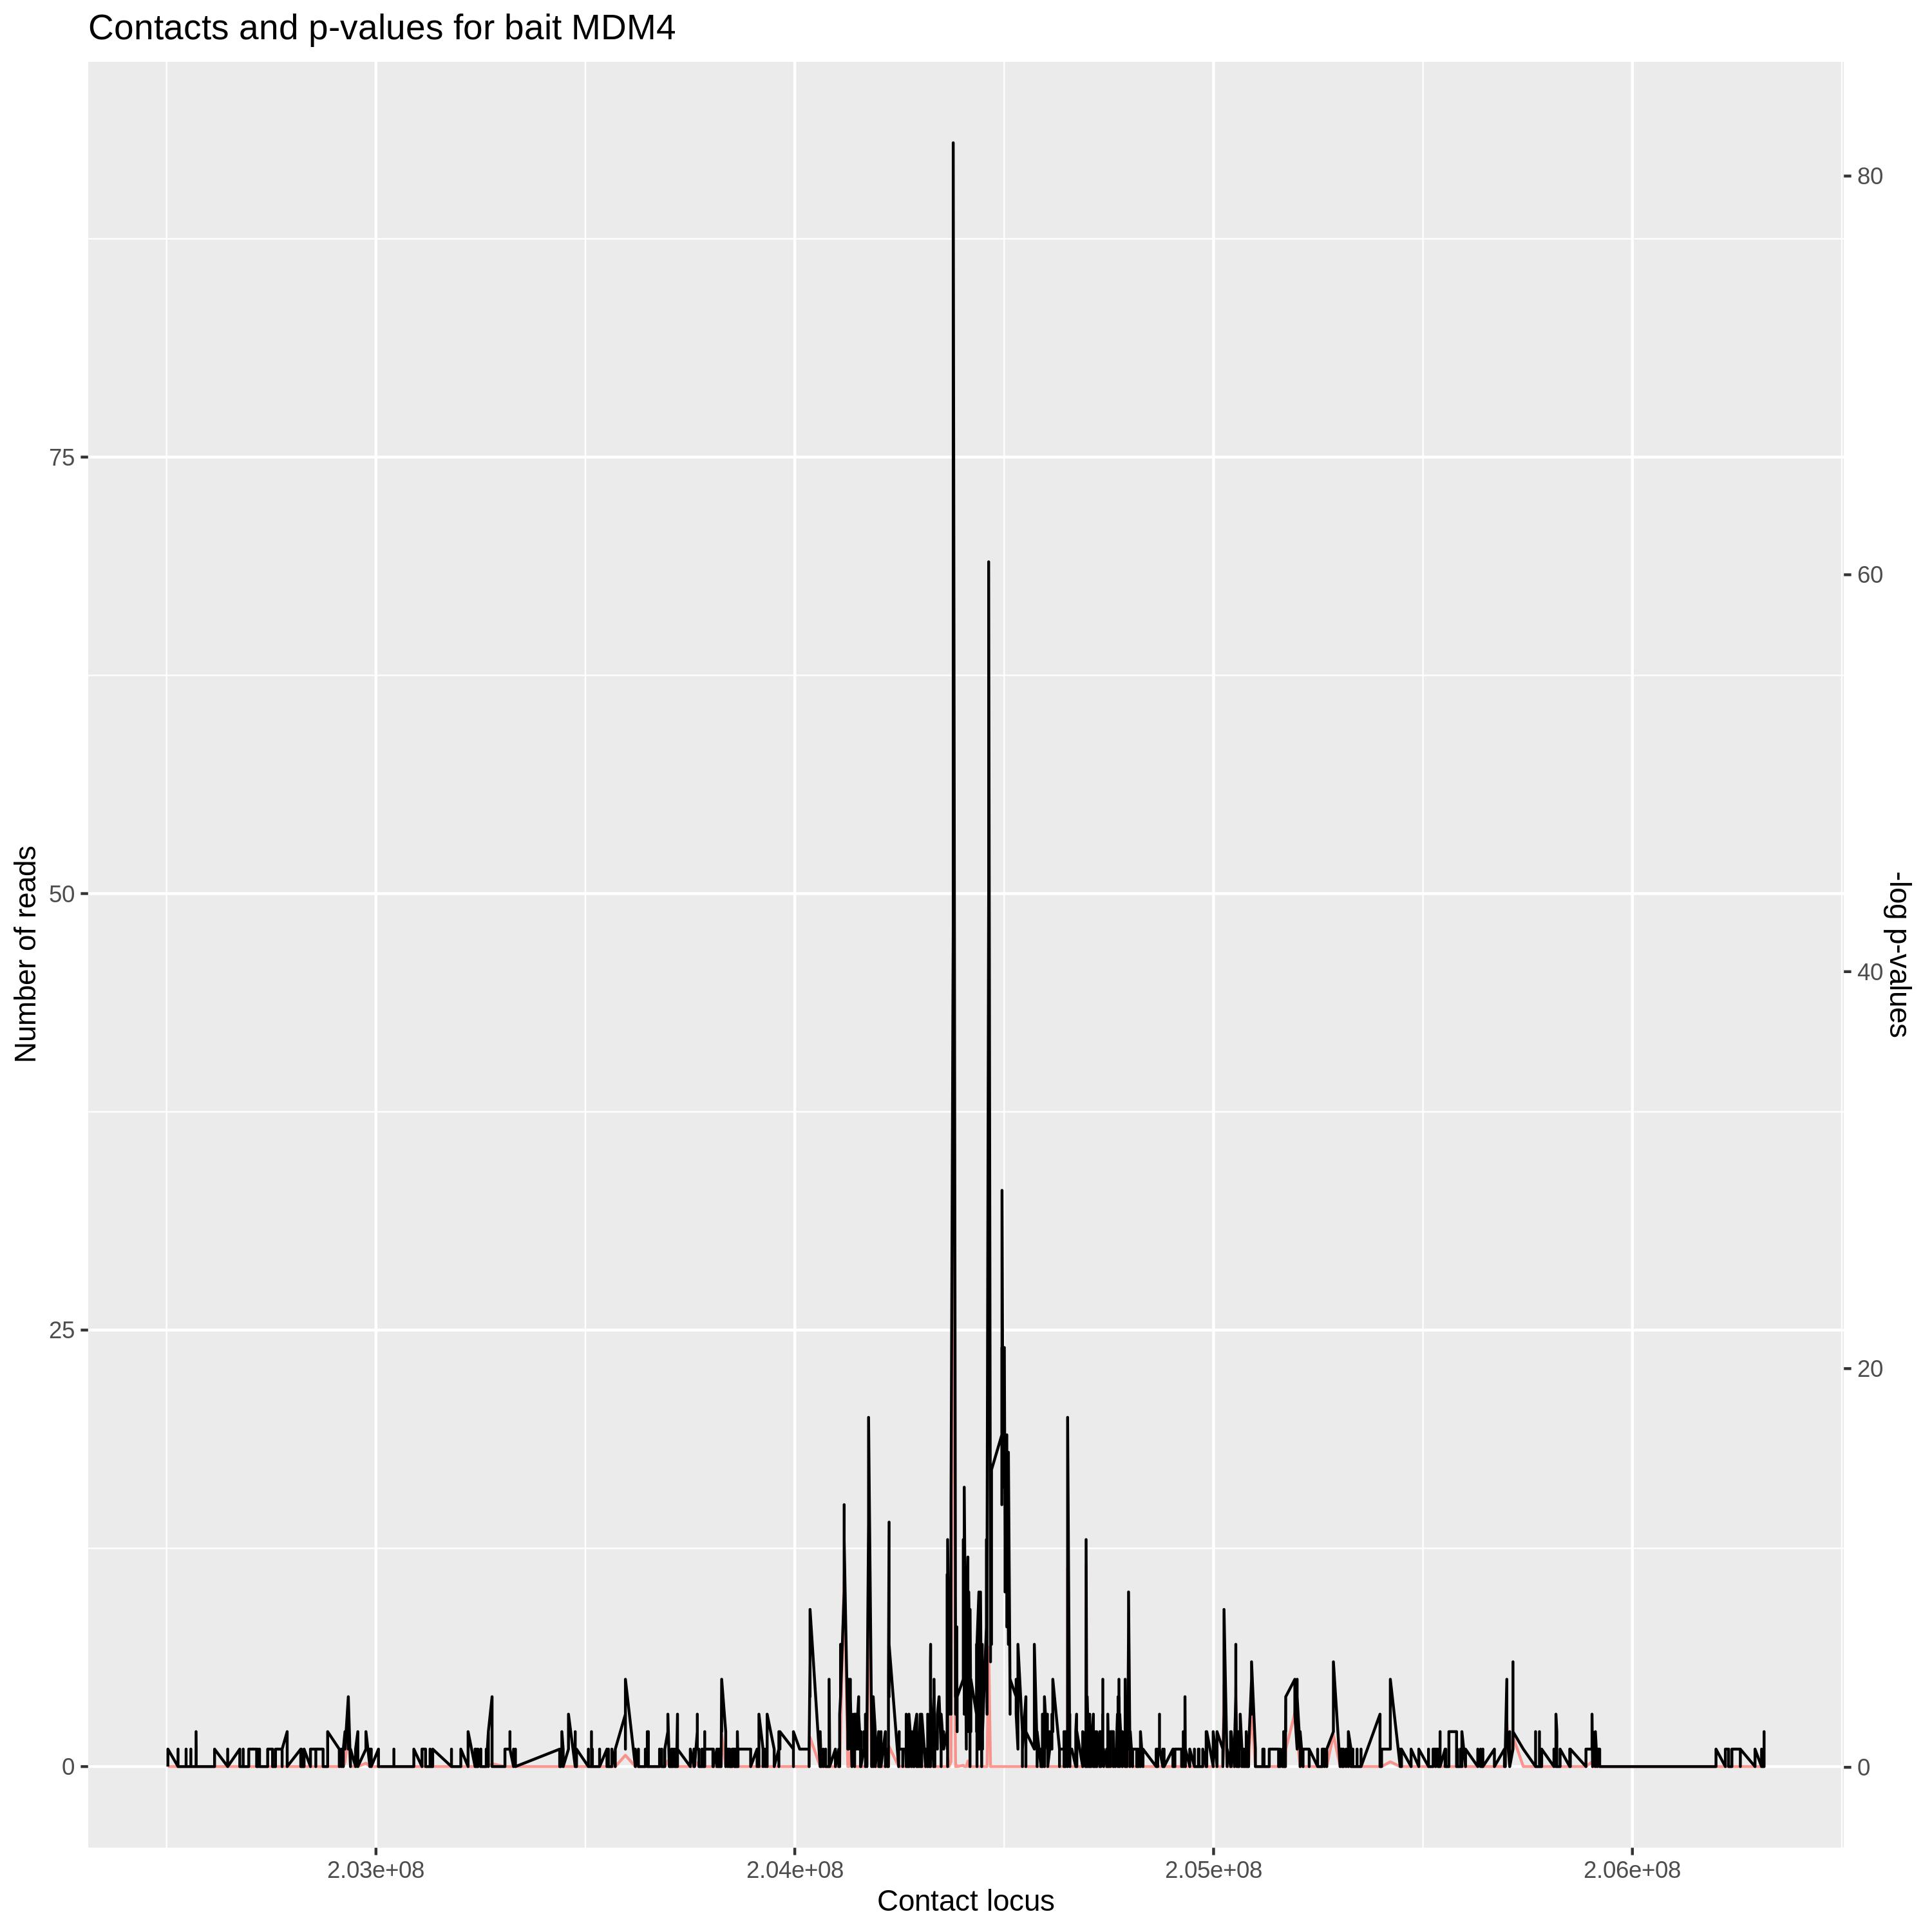 Contacts and p-values for bait MDM4
80
75
60
50
40
25
20
0
0
Number of reads
-log p-values
2.03e+08
2.04e+08
2.05e+08
2.06e+08
Contact locus